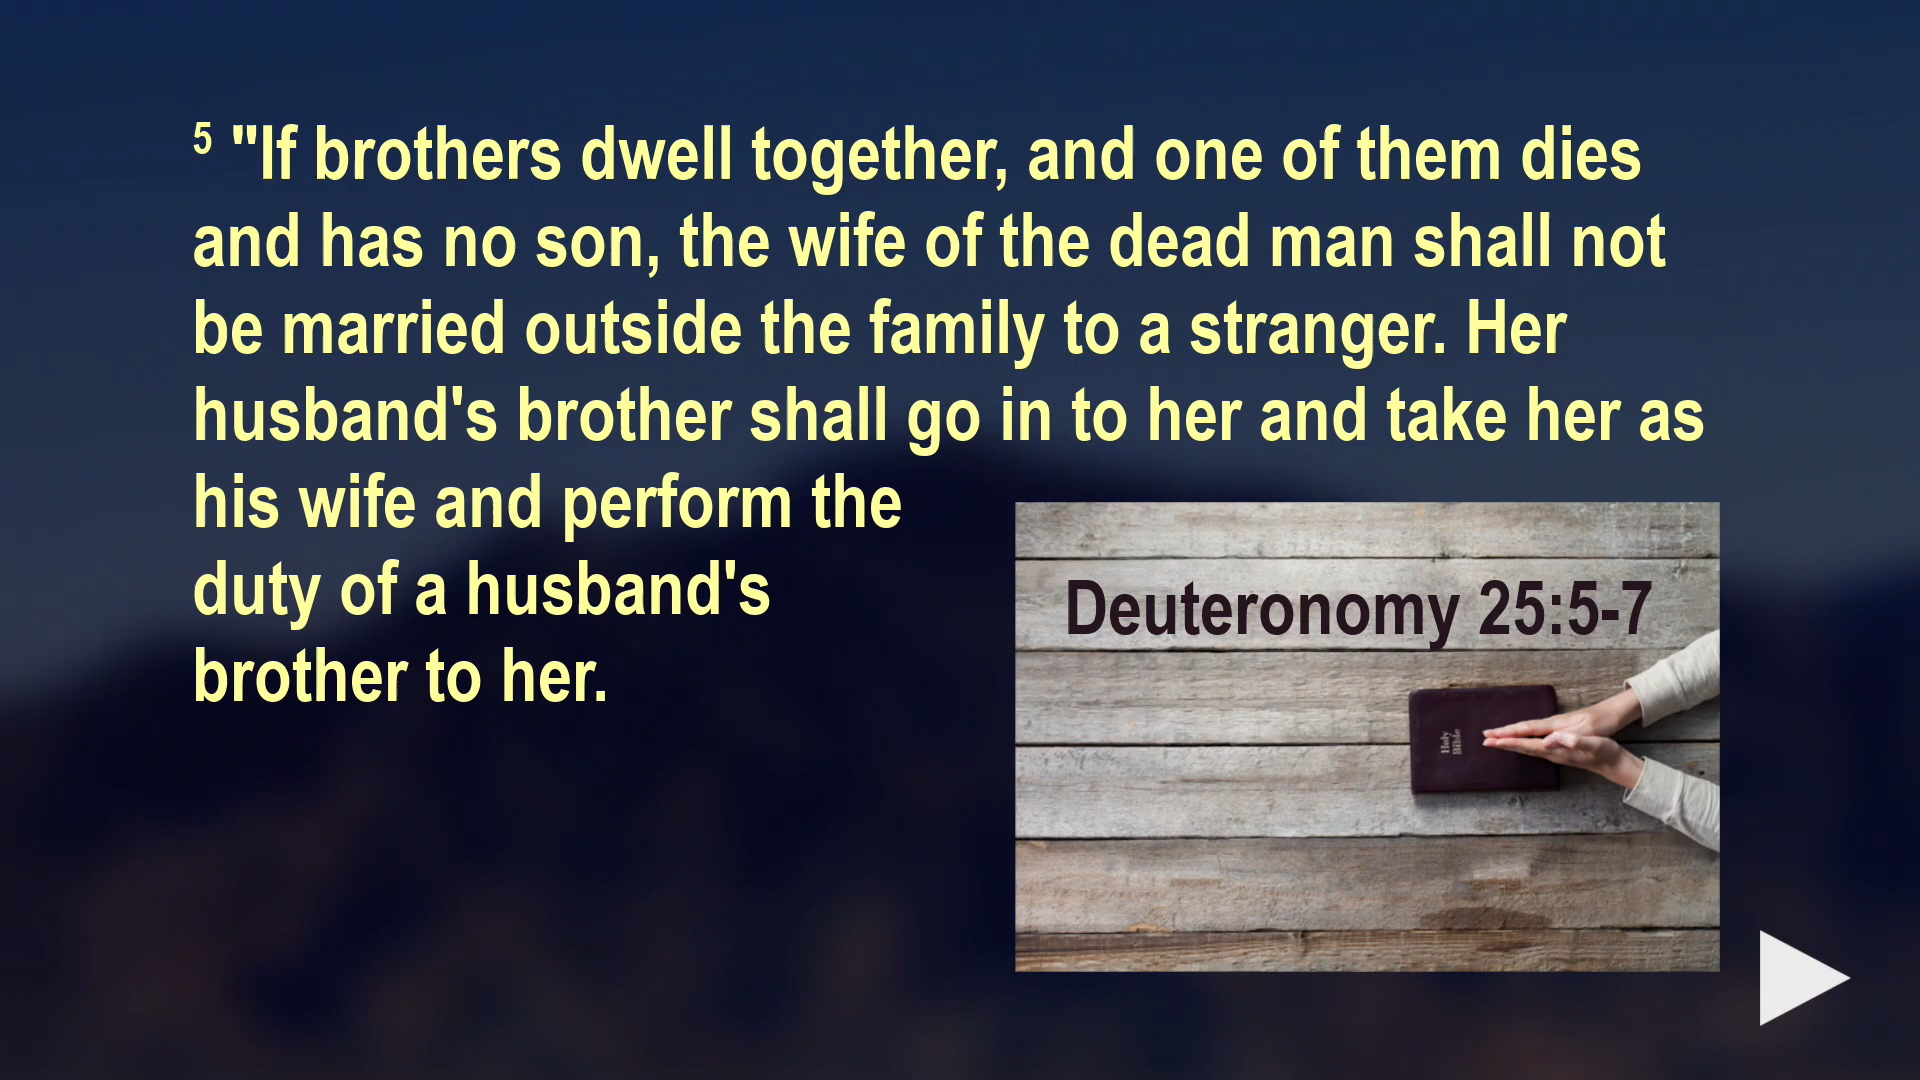 5 "If brothers dwell together, and one of them dies
and has no son, the wife of the dead man shall not
be married outside the family to a stranger. Her
husband's brother shall go in to her and take her as
his wife and perform the
duty of a husband's
brother to her.
Deuteronomy 25:5-7
Holy
Bible